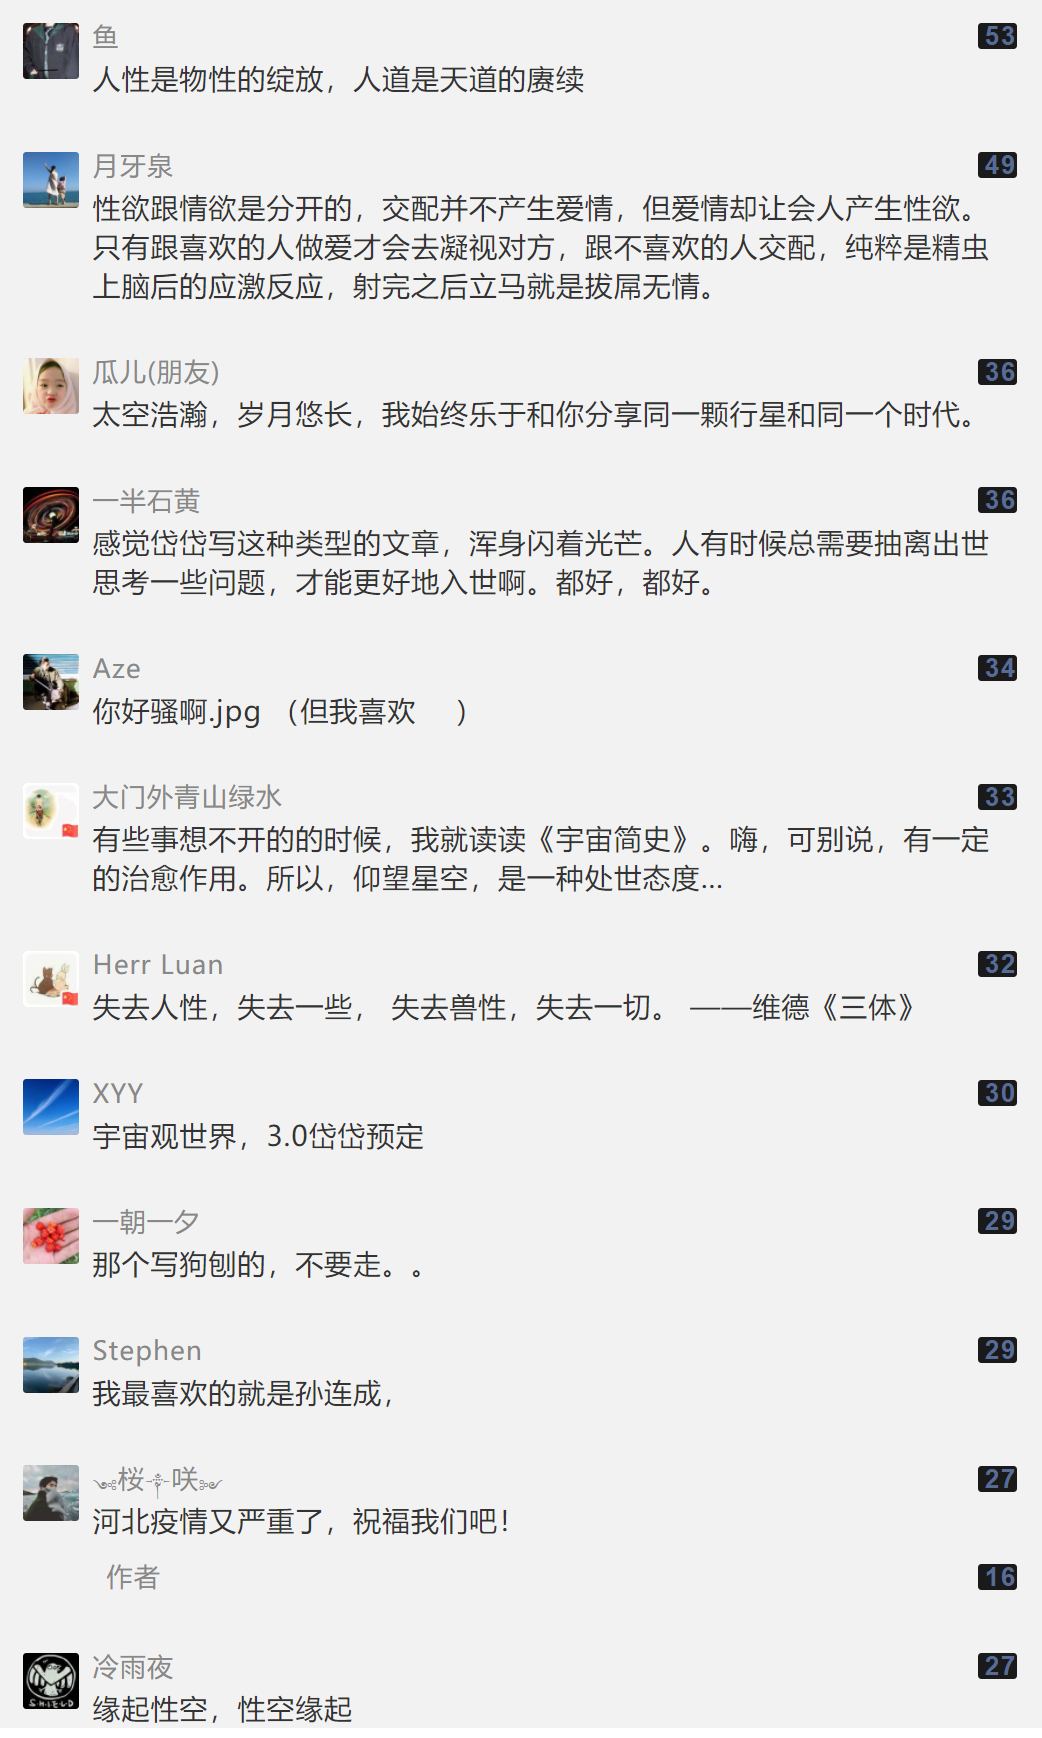 鱼 53
人性是物性的绽放，人道是天道的赓续
月牙泉 49
性欲跟情欲是分开的，交配并不产生爱情，但爱情却让会人产生性欲。
只有跟喜欢的人做爱才会去凝视对方，跟不喜欢的人交配，纯粹是精虫
上脑后的应激反应，射完之后立马就是拔屌无情。
瓜儿(朋友) 36
太空浩瀚，岁月悠长，我始终乐于和你分享同一颗行星和同一个时代。
一半石黄 36
感觉岱岱写这种类型的文章，浑身闪着光芒。人有时候总需要抽离出世
思考一些问题，才能更好地入世啊。都好，都好。
Aze 34
你好骚啊.jpg （但我喜欢 ）
大门外青山绿水 33
有些事想不开的的时候，我就读读《宇宙简史》。嗨，可别说，有一定
的治愈作用。所以，仰望星空，是一种处世态度...
Herr Luan 32
失去人性，失去一些， 失去兽性，失去一切。 ——维德《三体》
XYY 30
宇宙观世界，3.0岱岱预定
一朝一夕 29
那个写狗刨的，不要走。。
Stephen 29
我最喜欢的就是孙连成，
桜咲 27
河北疫情又严重了，祝福我们吧！
作者 16
冷雨夜 27
S.H.I.E.L.D
缘起性空，性空缘起